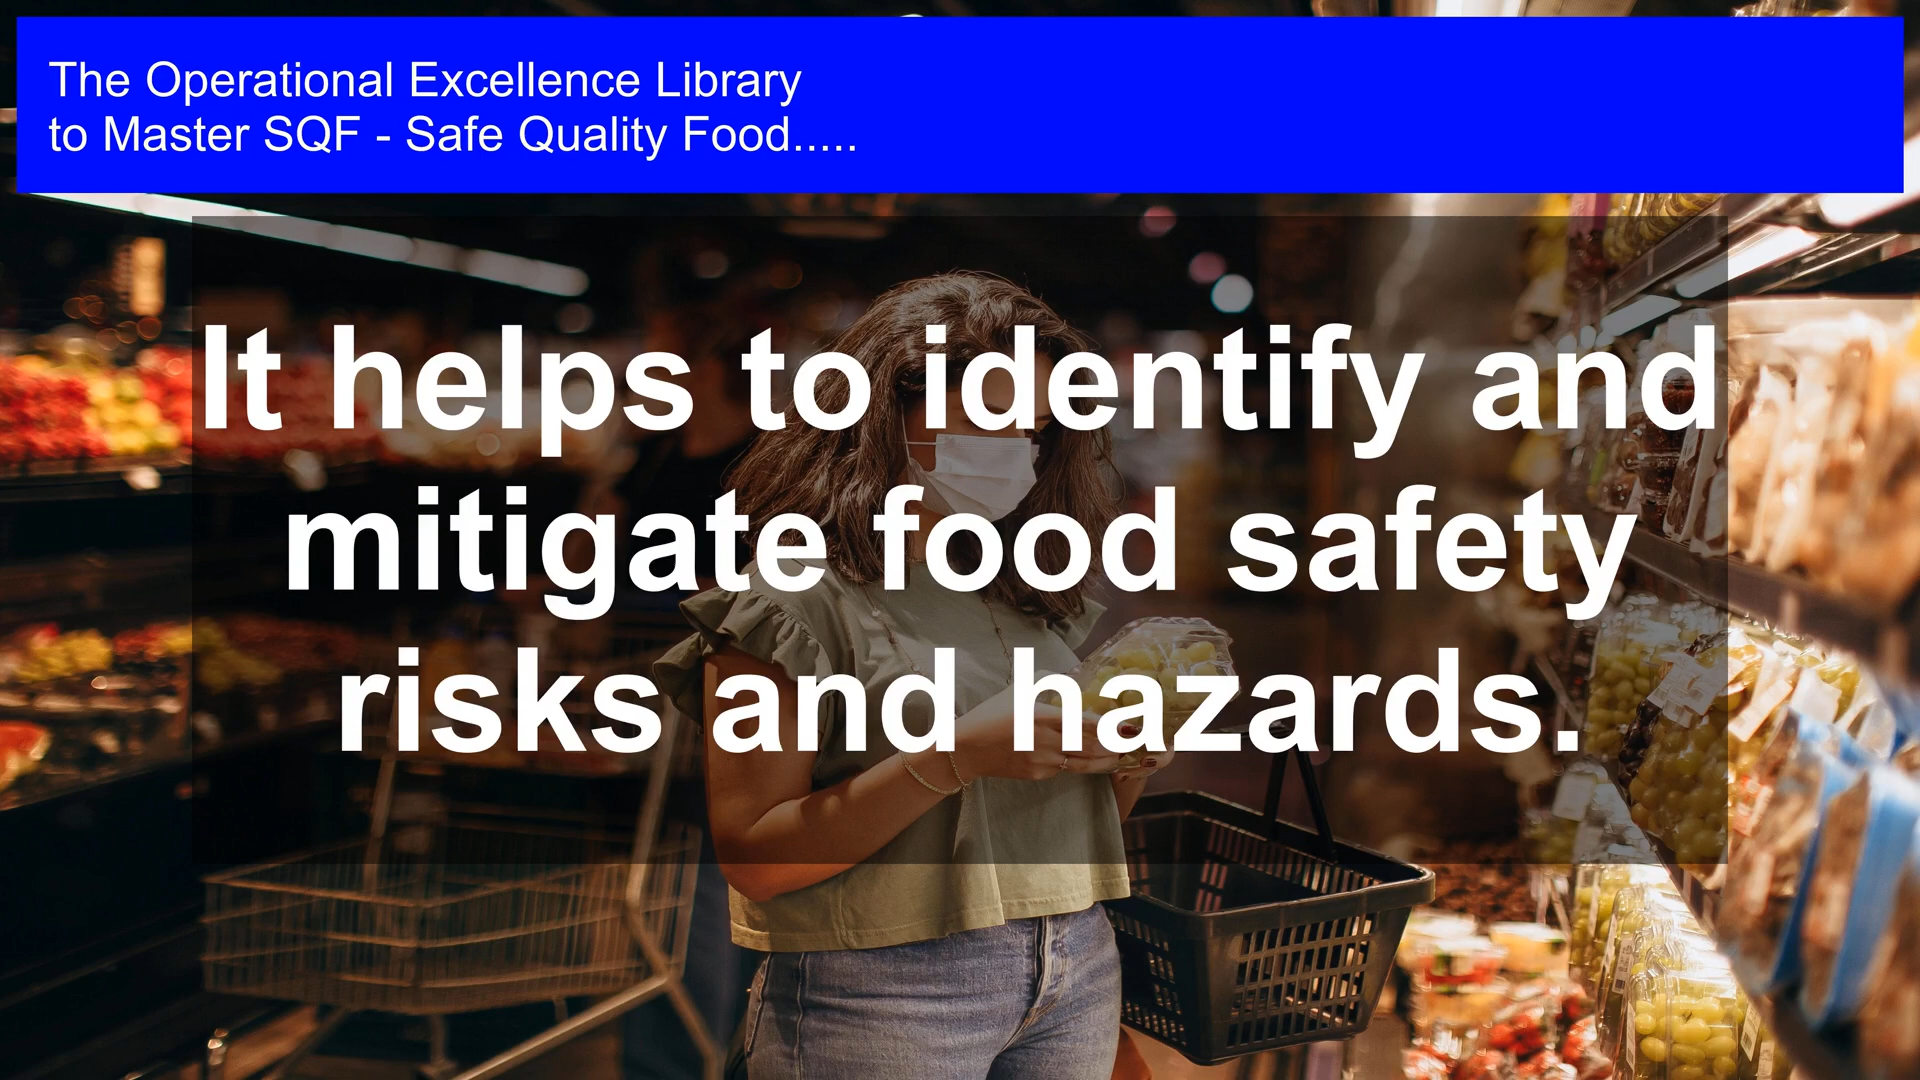 The Operational Excellence Library
to Master SQF - Safe Quality Food.....
It helps to identify and
mitigate food safety
risks and hazards.